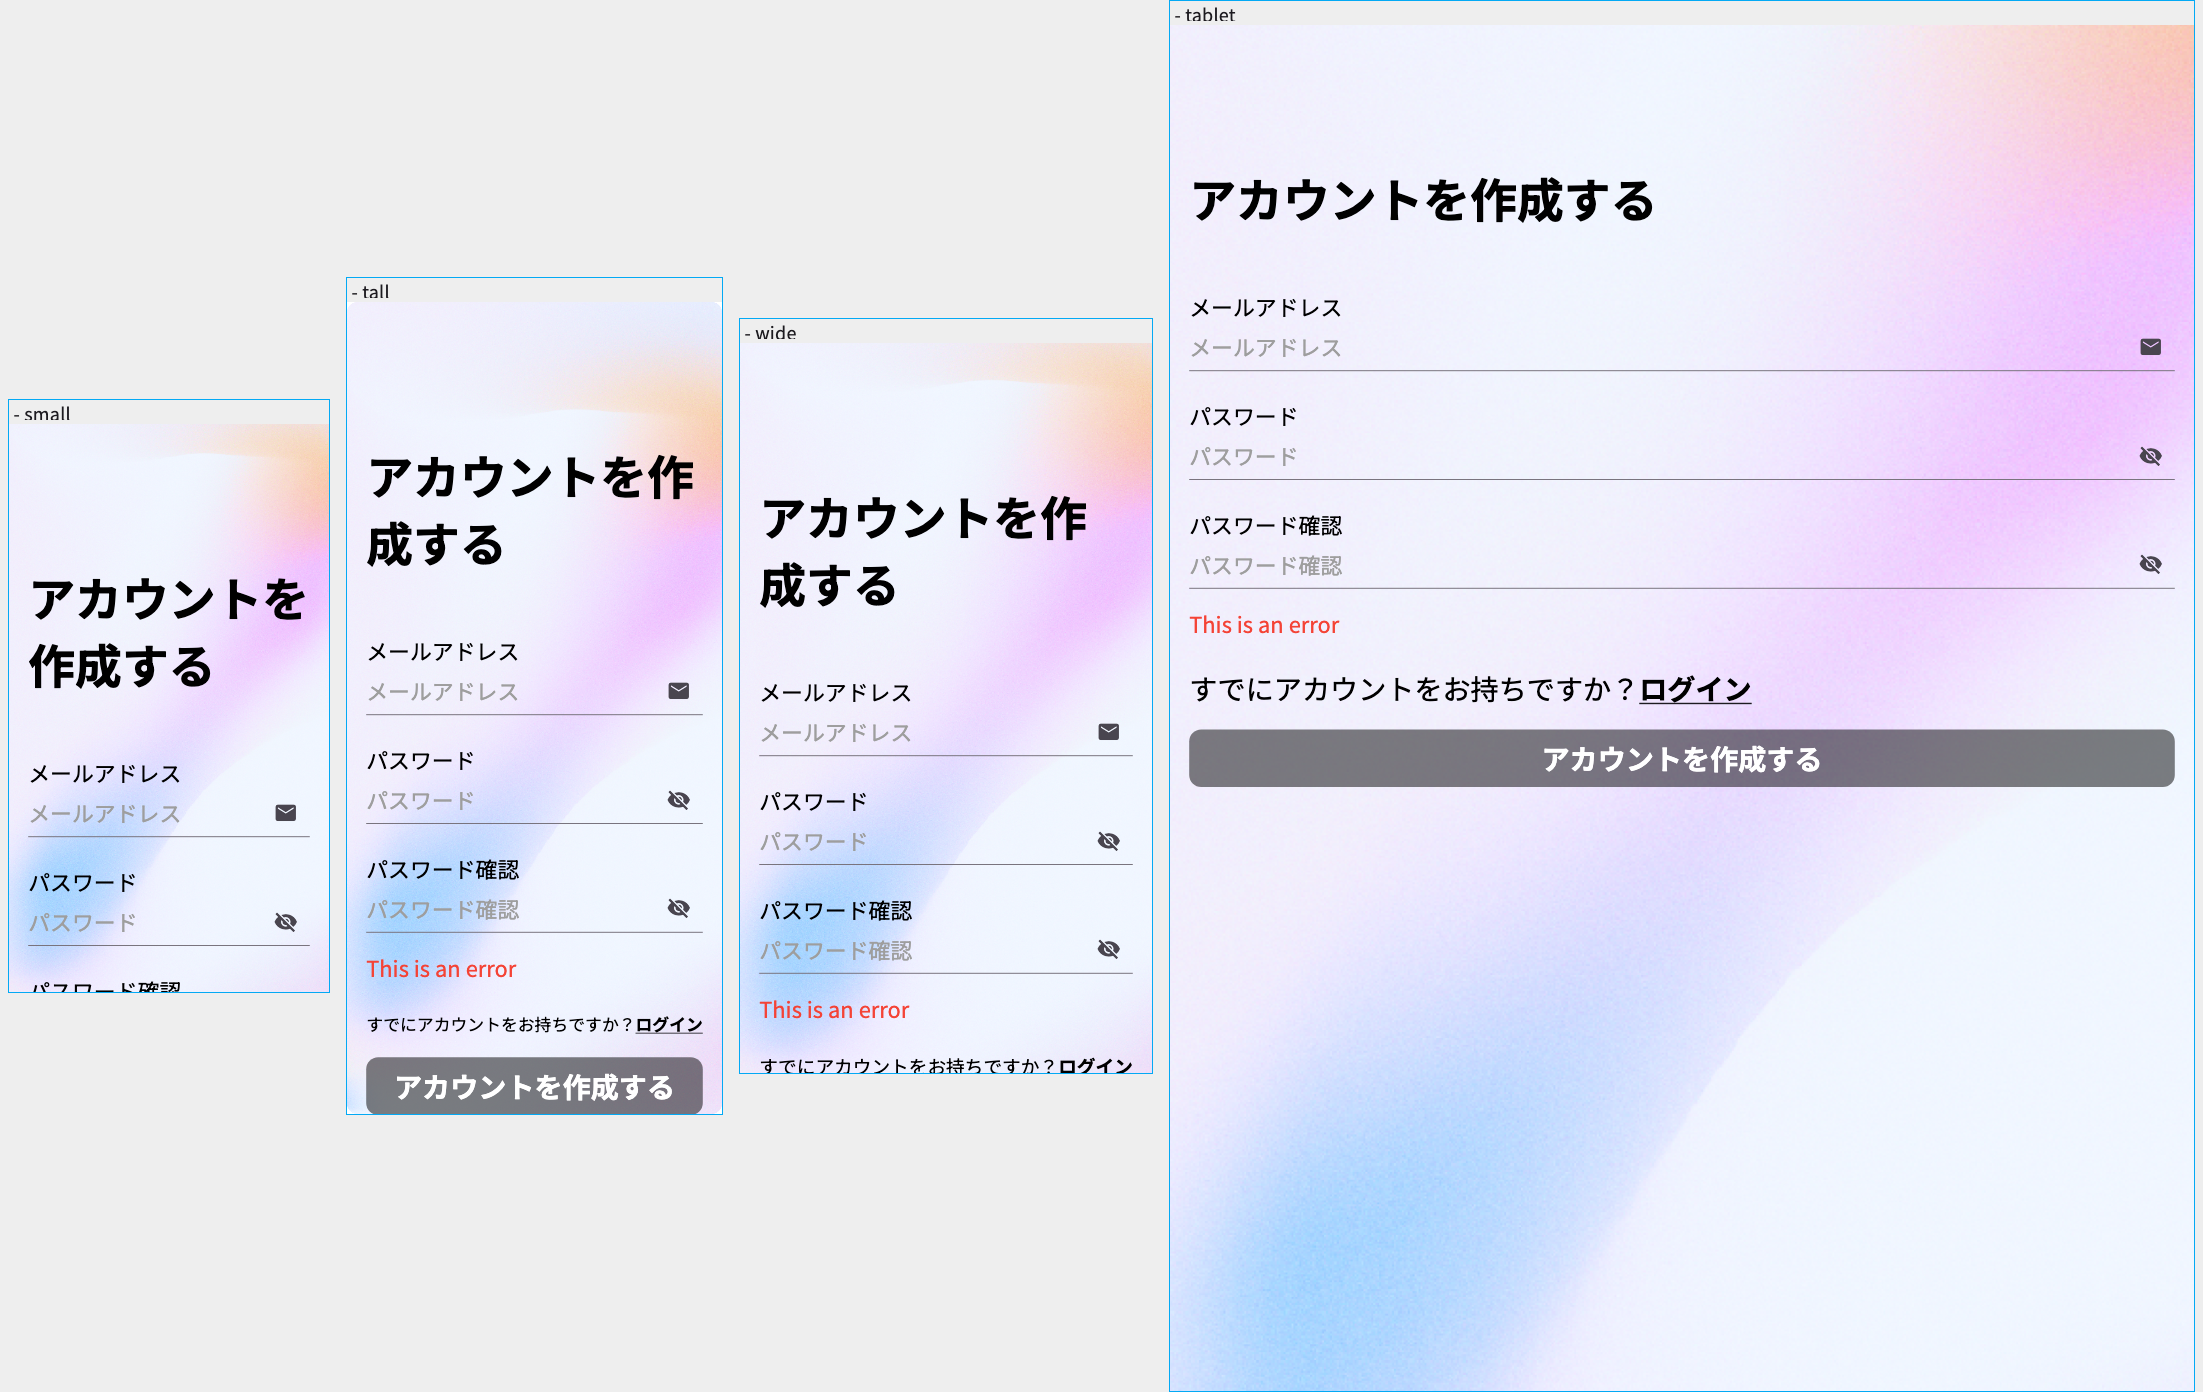 - small
アカウントを
作成する
メールアドレス
メールアドレス
パスワード
パスワード
パスワード確認
- tall
アカウントを作
成する
メールアドレス
メールアドレス
パスワード
パスワード
パスワード確認
パスワード確認
This is an error
すでにアカウントをお持ちですか？ログイン
アカウントを作成する
- wide
アカウントを作
成する
メールアドレス
メールアドレス
パスワード
パスワード
パスワード確認
パスワード確認
This is an error
すでにアカウントをお持ちですか？ログイン
- tablet
アカウントを作成する
メールアドレス
メールアドレス
パスワード
パスワード
パスワード確認
パスワード確認
This is an error
すでにアカウントをお持ちですか？ログイン
アカウントを作成する